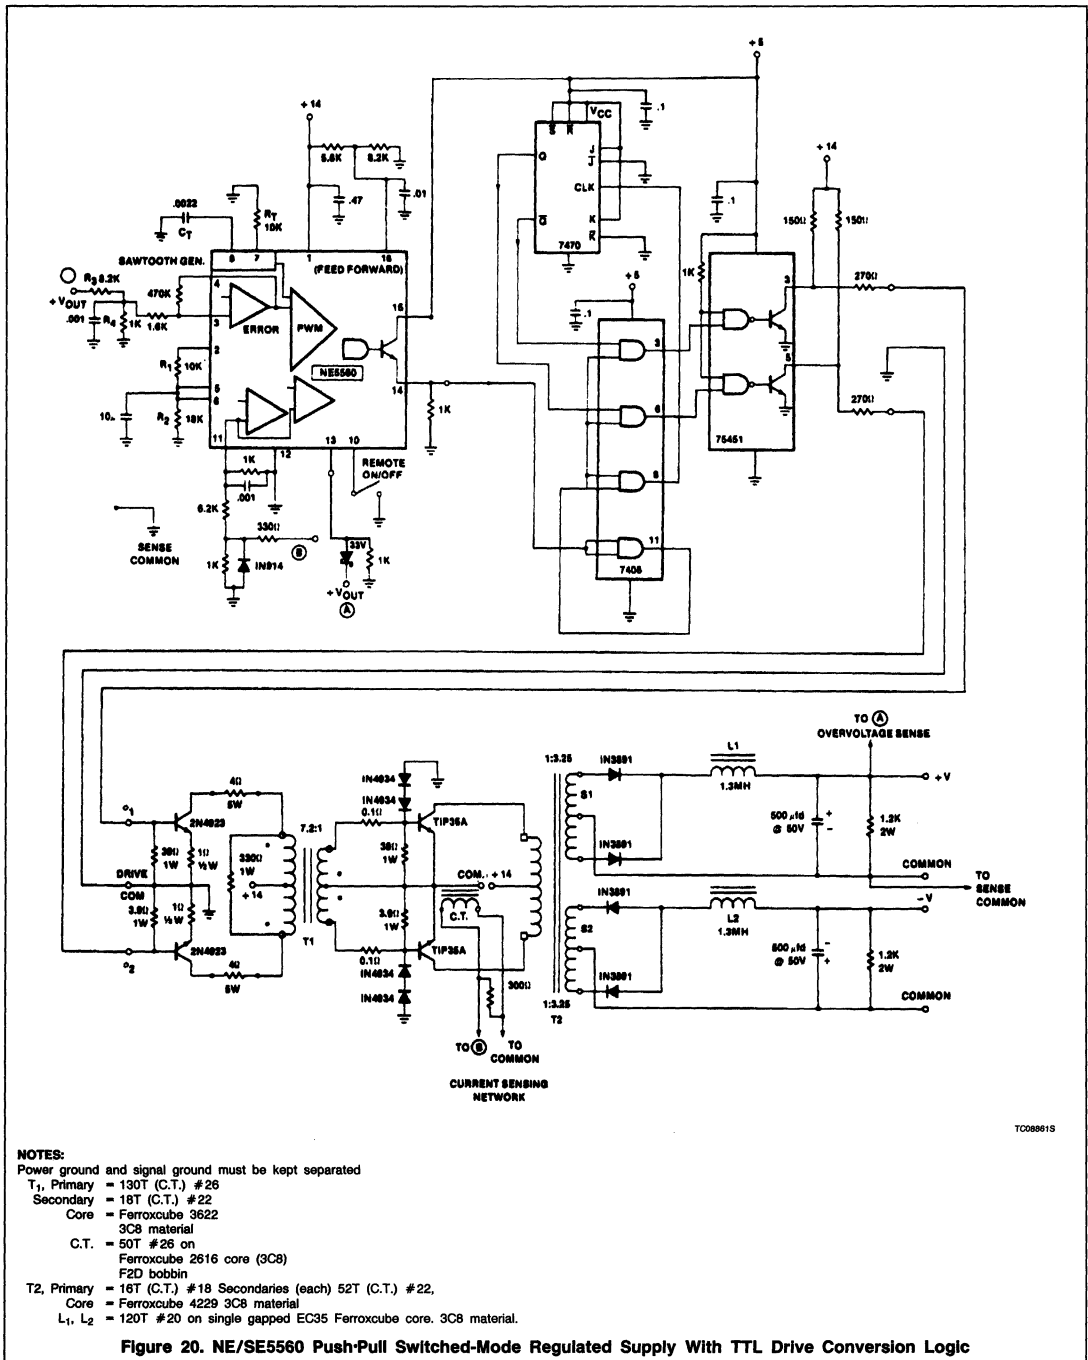 + 5
+ 14
.1
VCC
S R
5.6K 8.2K
Q
J
J
+ 14
CLK
.0022
.47
.01
CT
RT
10K
.1
150Ω 150Ω
Q
K
K
7470
8 7 1 16
SAWTOOTH GEN.
(FEED FORWARD)
R3 8.2K
+ VOUT
470K
4
+ 5
1K
3
270Ω
.001 R4 1K
1.6K
3
ERROR
PWM
15
.1
3
2
R1 10K
NE5560
5
5
6
14
10
R2 18K
1K
6
270Ω
11 12 13 10
75451
1K
REMOTE
ON/OFF
8
.001
6.2K
330Ω
B
33V
SENSE
COMMON
1K
IN914
1K
11
7408
+ VOUT
A
TO A
OVERVOLTAGE SENSE
1:3.25
IN3891
L1
IN4934
4Ω
5W
S1
1.3MH
+ V
ø1
2N4923
IN4934
0.1Ω
TIP35A
7.2:1
500 µfd
@ 50V
+
–
1.2K
2W
39Ω
1W
1Ω
½ W
330Ω
1W
39Ω
1W
IN3891
DRIVE
COM
+ 14
COM. + 14
COMMON
TO
SENSE
COMMON
3.9Ω
1W
1Ω
½ W
3.9Ω
1W
C.T.
IN3891
L2
– V
S2
1.3MH
T1
ø2
2N4923
0.1Ω
TIP35A
500 µfd
@ 50V
–
+
1.2K
2W
4Ω
5W
IN4934
IN4934
300Ω
IN3891
1:3.25
T2
COMMON
TO B
TO
COMMON
CURRENT SENSING
NETWORK
TC08861S
NOTES:
Power ground and signal ground must be kept separated
T1, Primary = 130T (C.T.) #26
Secondary = 18T (C.T.) #22
Core = Ferroxcube 3622
3C8 material
C.T. = 50T #26 on
Ferroxcube 2616 core (3C8)
F2D bobbin
T2, Primary = 16T (C.T.) #18 Secondaries (each) 52T (C.T.) #22,
Core = Ferroxcube 4229 3C8 material
L1, L2 = 120T #20 on single gapped EC35 Ferroxcube core. 3C8 material.
Figure 20. NE/SE5560 Push-Pull Switched-Mode Regulated Supply With TTL Drive Conversion Logic